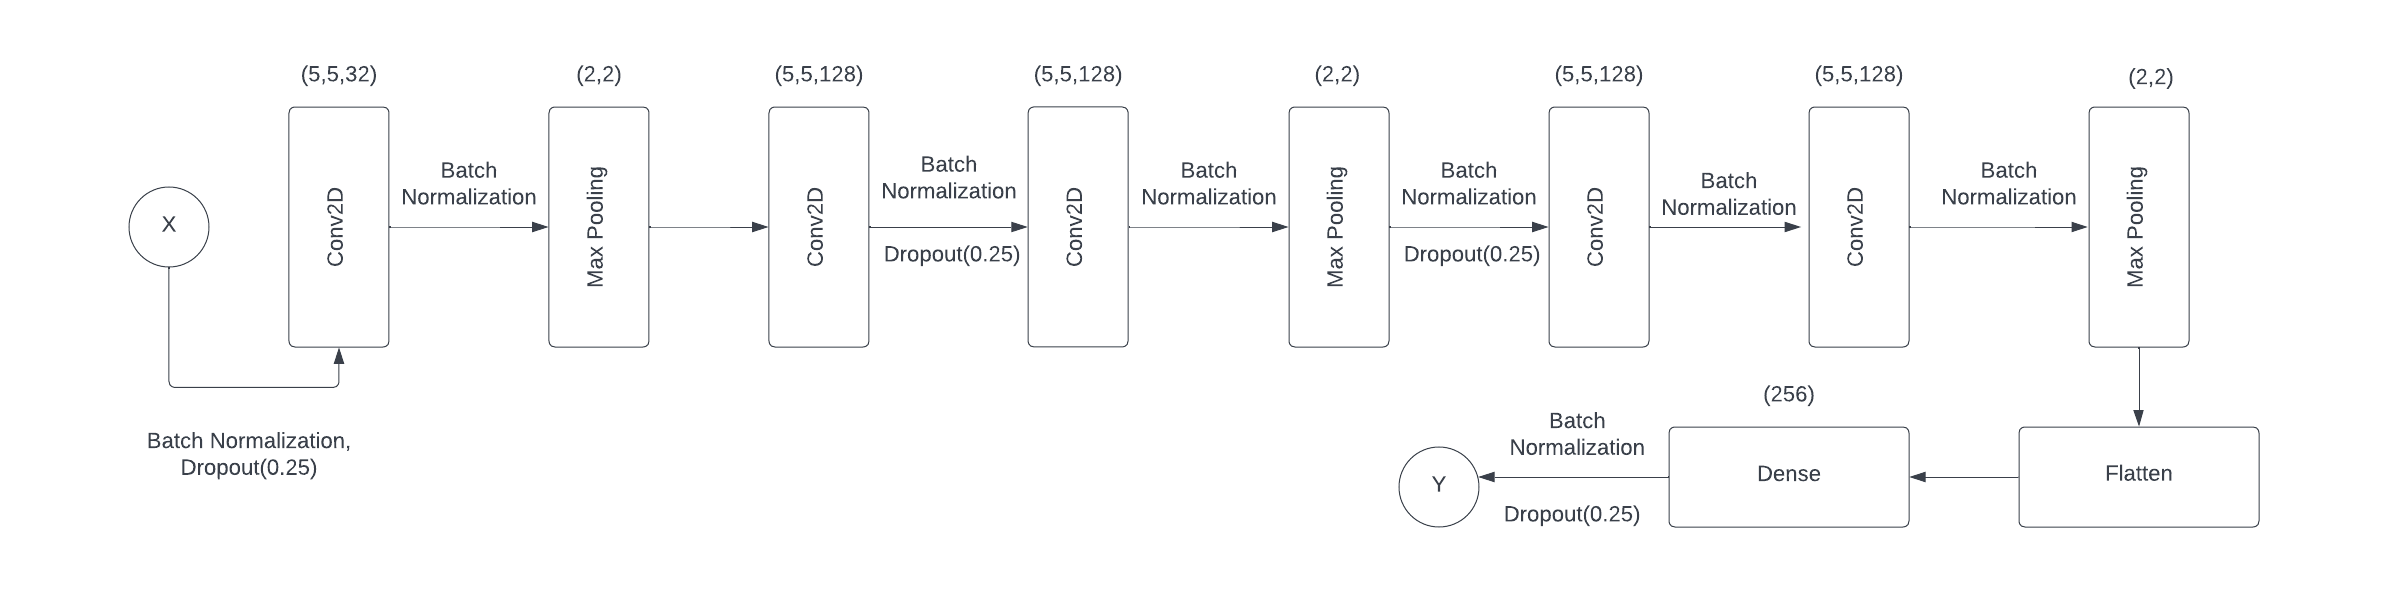 (5,5,32)
(2,2)
(5,5,128)
(5,5,128)
(2,2)
(5,5,128)
(5,5,128)
(2,2)
X
Conv2D
Batch
Normalization
Max Pooling
Conv2D
Batch
Normalization
Dropout(0.25)
Conv2D
Batch
Normalization
Max Pooling
Batch
Normalization
Dropout(0.25)
Conv2D
Batch
Normalization
Conv2D
Batch
Normalization
Max Pooling
Batch Normalization,
Dropout(0.25)
Flatten
(256)
Dense
Batch
Normalization
Dropout(0.25)
Y